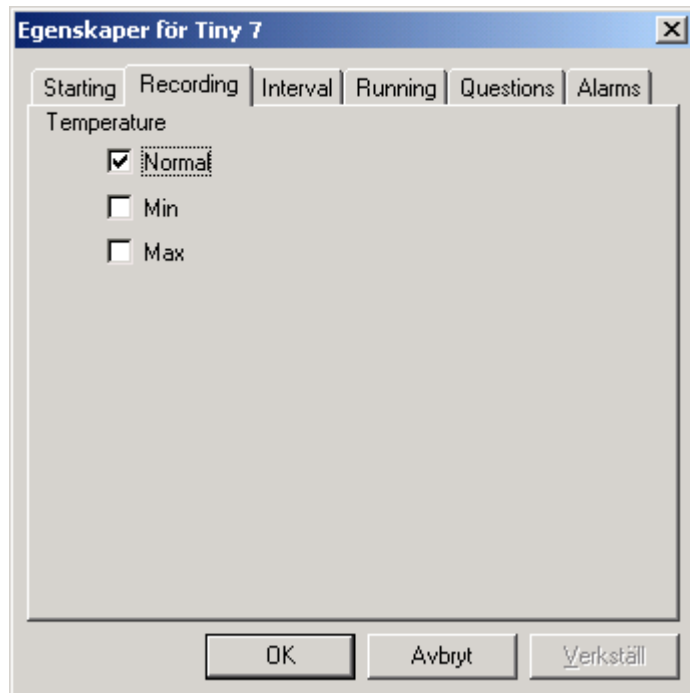 Egenskaper för Tiny 7
Starting Recording Interval Running Questions Alarms
Temperature
Normal
Min
Max
OK Avbryt Verkställ